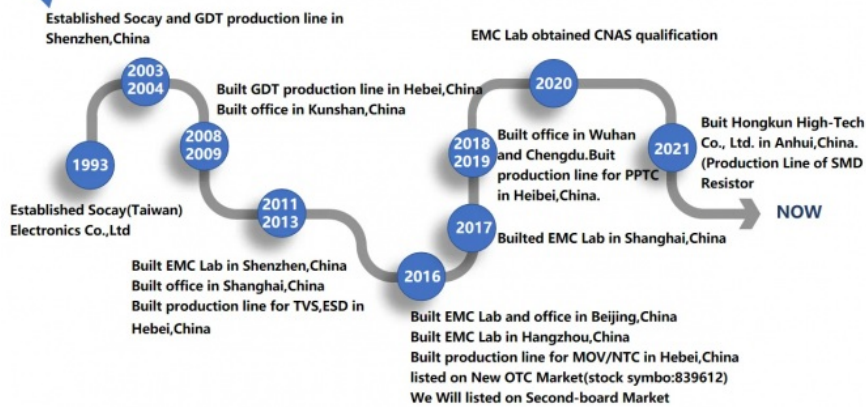 Established Socay and GDT production line in
Shenzhen,China
2003
2004
1993
Established Socay(Taiwan)
Electronics Co.,Ltd
Built GDT production line in Hebei,China
Built office in Kunshan,China
2008
2009
2011
2013
Built EMC Lab in Shenzhen,China
Built office in Shanghai,China
Built production line for TVS,ESD in
Hebei,China
2016
Built EMC Lab and office in Beijing,China
Built EMC Lab in Hangzhou,China
Built production line for MOV/NTC in Hebei,China
listed on New OTC Market(stock symbo:839612)
We Will listed on Second-board Market
2017
Builted EMC Lab in Shanghai,China
2018
2019
Built office in Wuhan
and Chengdu.Buit
production line for PPTC
in Heibei,China.
EMC Lab obtained CNAS qualification
2020
2021
Buit Hongkun High-Tech
Co., Ltd. in Anhui,China.
(Production Line of SMD
Resistor
NOW